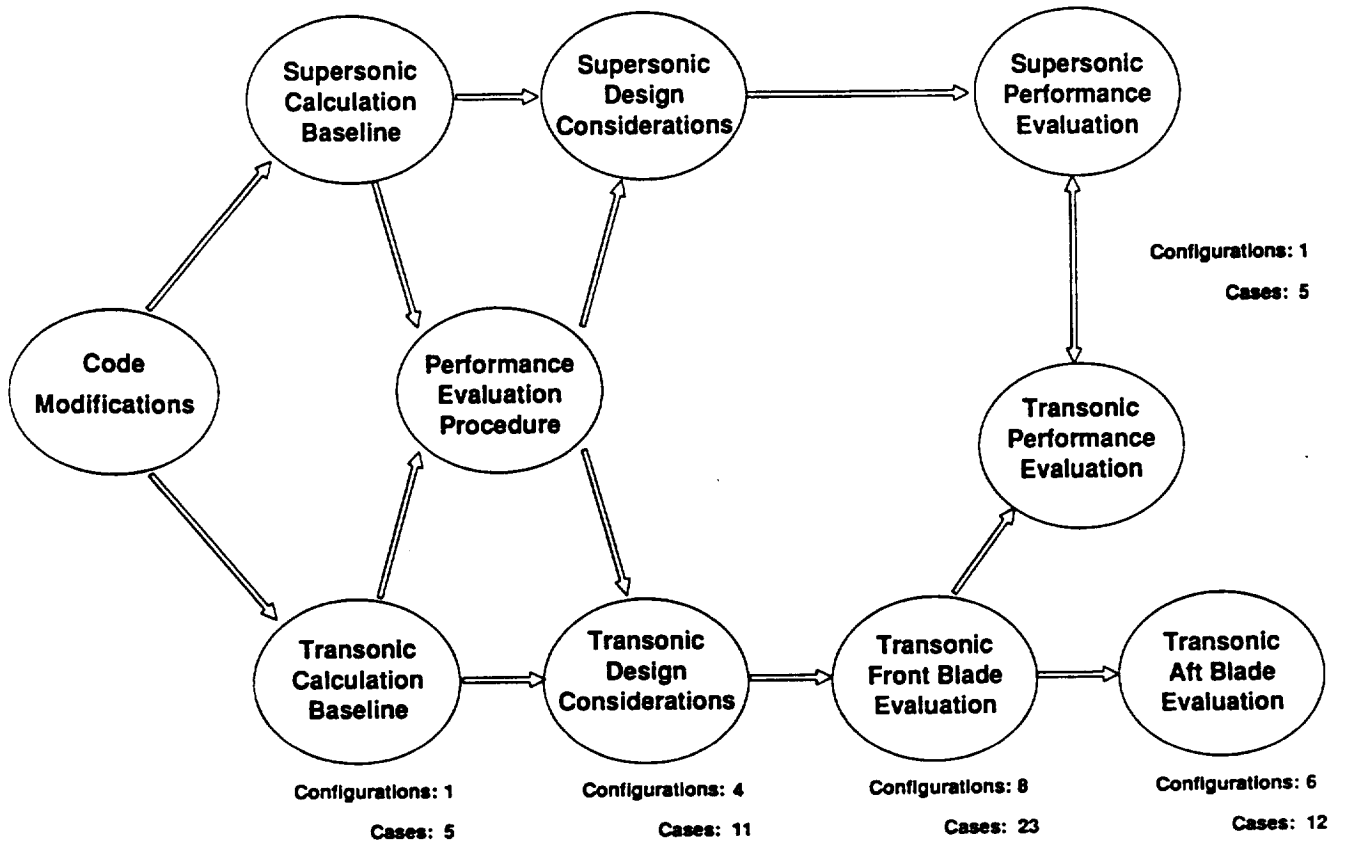 Supersonic
Calculation
Baseline
Supersonic
Design
Considerations
Supersonic
Performance
Evaluation
Configurations: 1
Cases: 5
Code
Modifications
Performance
Evaluation
Procedure
Transonic
Performance
Evaluation
Transonic
Calculation
Baseline
Transonic
Design
Considerations
Transonic
Front Blade
Evaluation
Transonic
Aft Blade
Evaluation
Configurations: 1
Cases: 5
Configurations: 4
Cases: 11
Configurations: 8
Cases: 23
Configurations: 6
Cases: 12